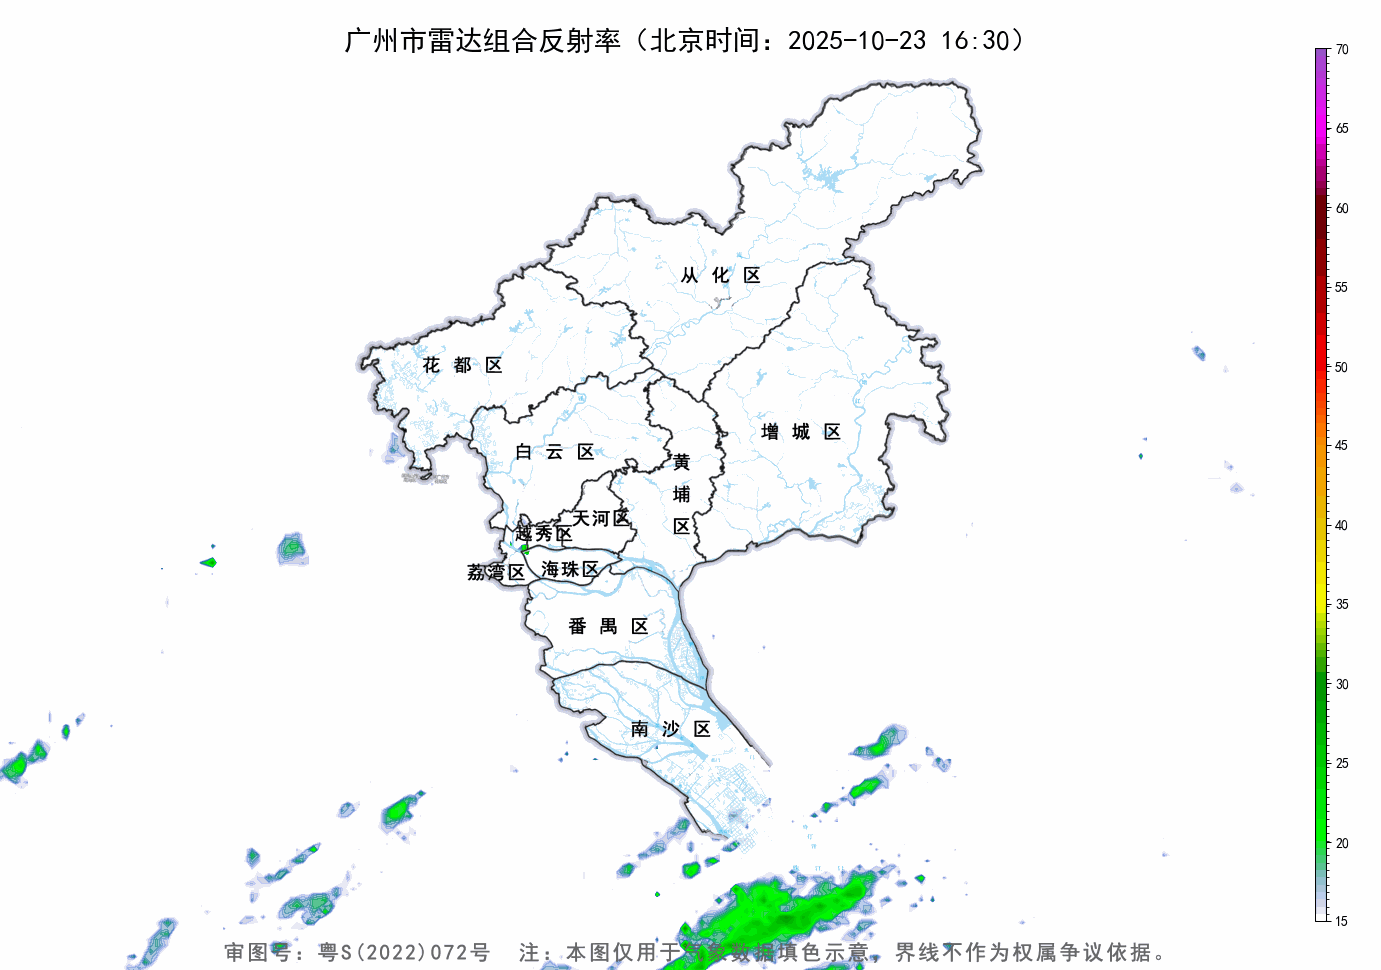 广州市雷达组合反射率（北京时间：2025-10-23 16:30）
70
65
60
55
50
45
40
35
30
25
20
15
从化区
花都区
增城区
白云区
黄埔区
天河区
越秀区
荔湾区
海珠区
番禺区
南沙区
审图号：粤S(2022)072号 注：本图仅用于气象数据填色示意，界线不作为权属争议依据。